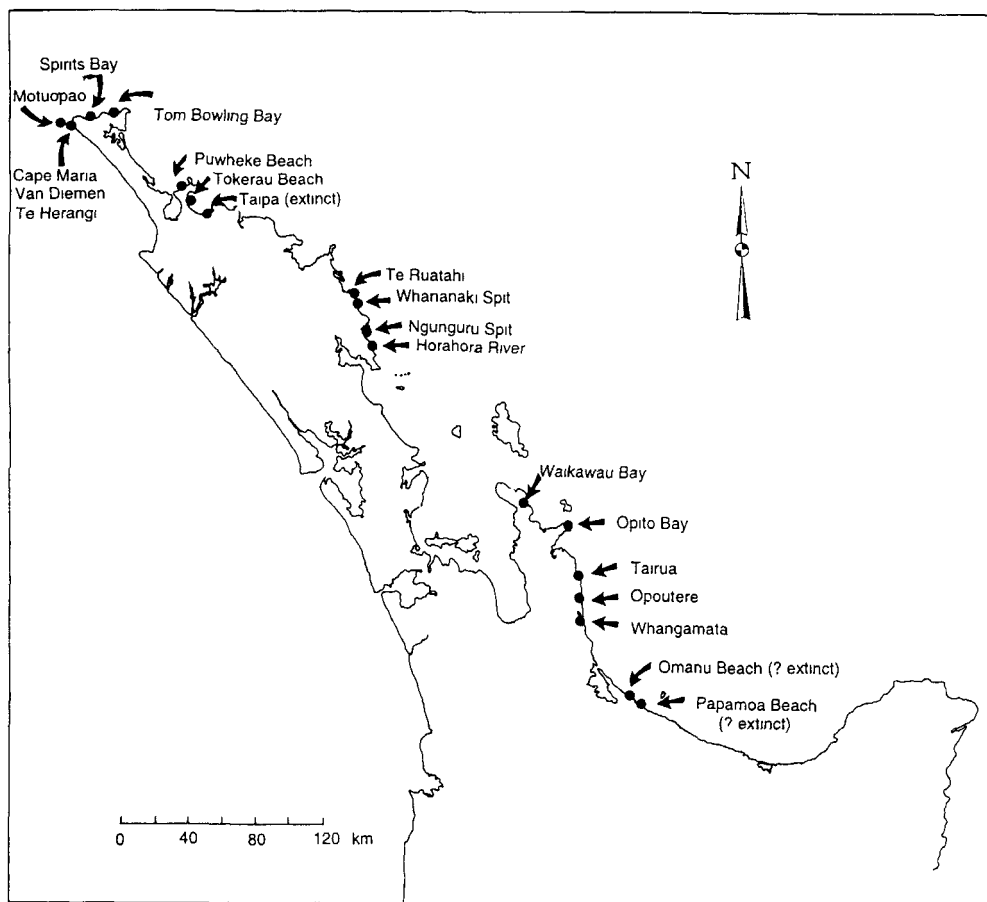 Spirits Bay
Motuopao
Tom Bowling Bay
Cape Maria
Van Diemen
Te Herangi
Puwheke Beach
Tokerau Beach
Taipa (extinct)
N
Te Ruatahi
Whananaki Spit
Ngunguru Spit
Horahora River
Waikawau Bay
Opito Bay
Tairua
Opoutere
Whangamata
Omanu Beach (? extinct)
Papamoa Beach
(? extinct)
0 40 80 120 km